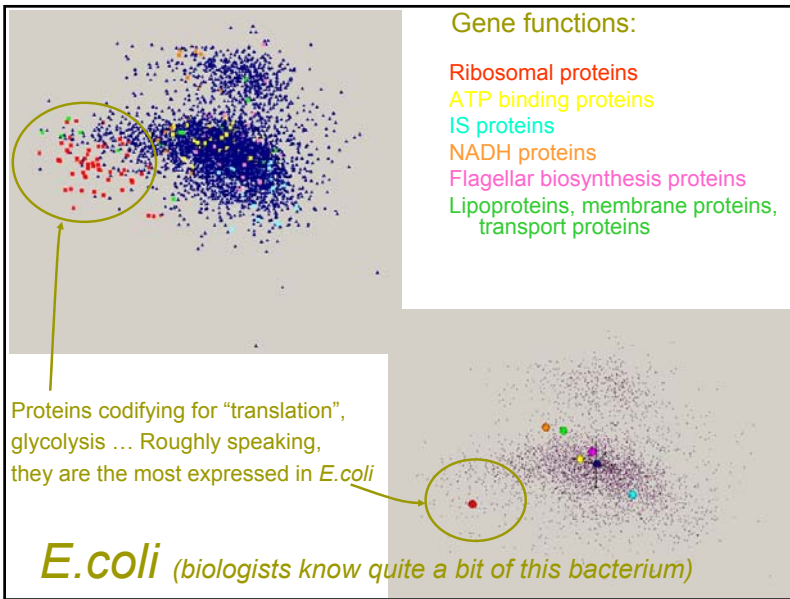 Gene functions:
Ribosomal proteins
ATP binding proteins
IS proteins
NADH proteins
Flagellar biosynthesis proteins
Lipoproteins, membrane proteins,
transport proteins
Proteins codifying for “translation”,
glycolysis ... Roughly speaking,
they are the most expressed in E.coli
E.coli (biologists know quite a bit of this bacterium)